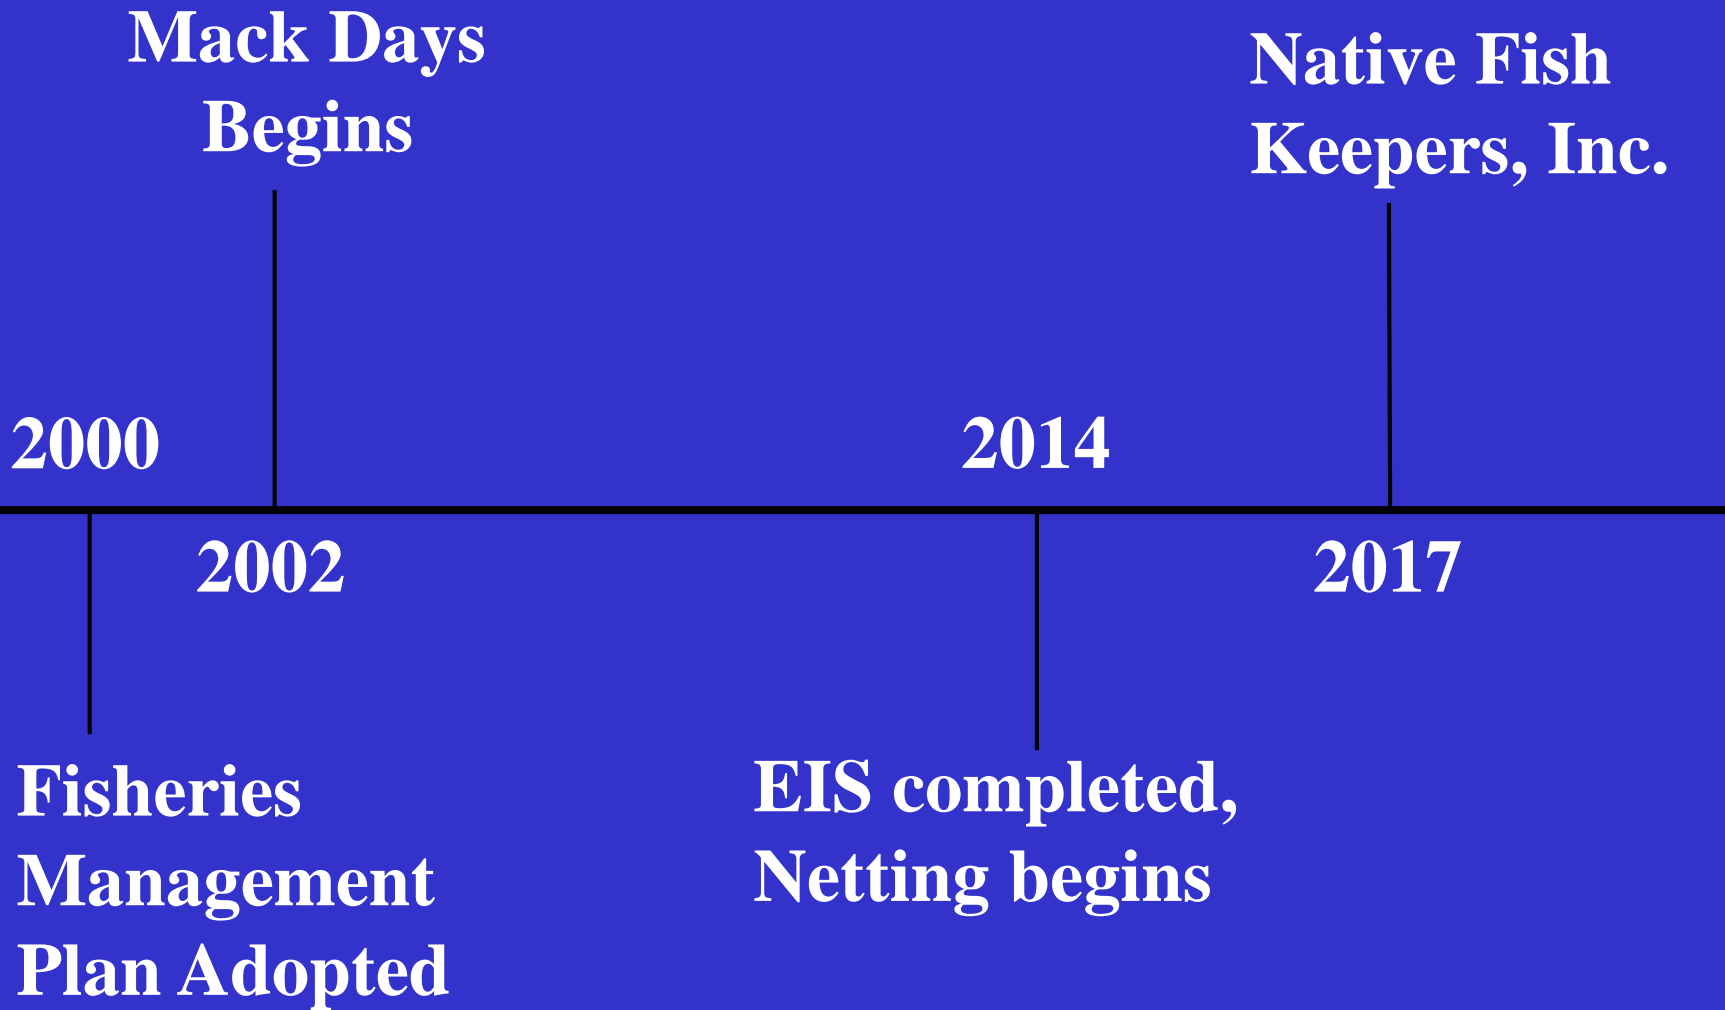 Mack Days
Begins
Native Fish
Keepers, Inc.
2000
2014
2002
2017
Fisheries
Management
Plan Adopted
EIS completed,
Netting begins